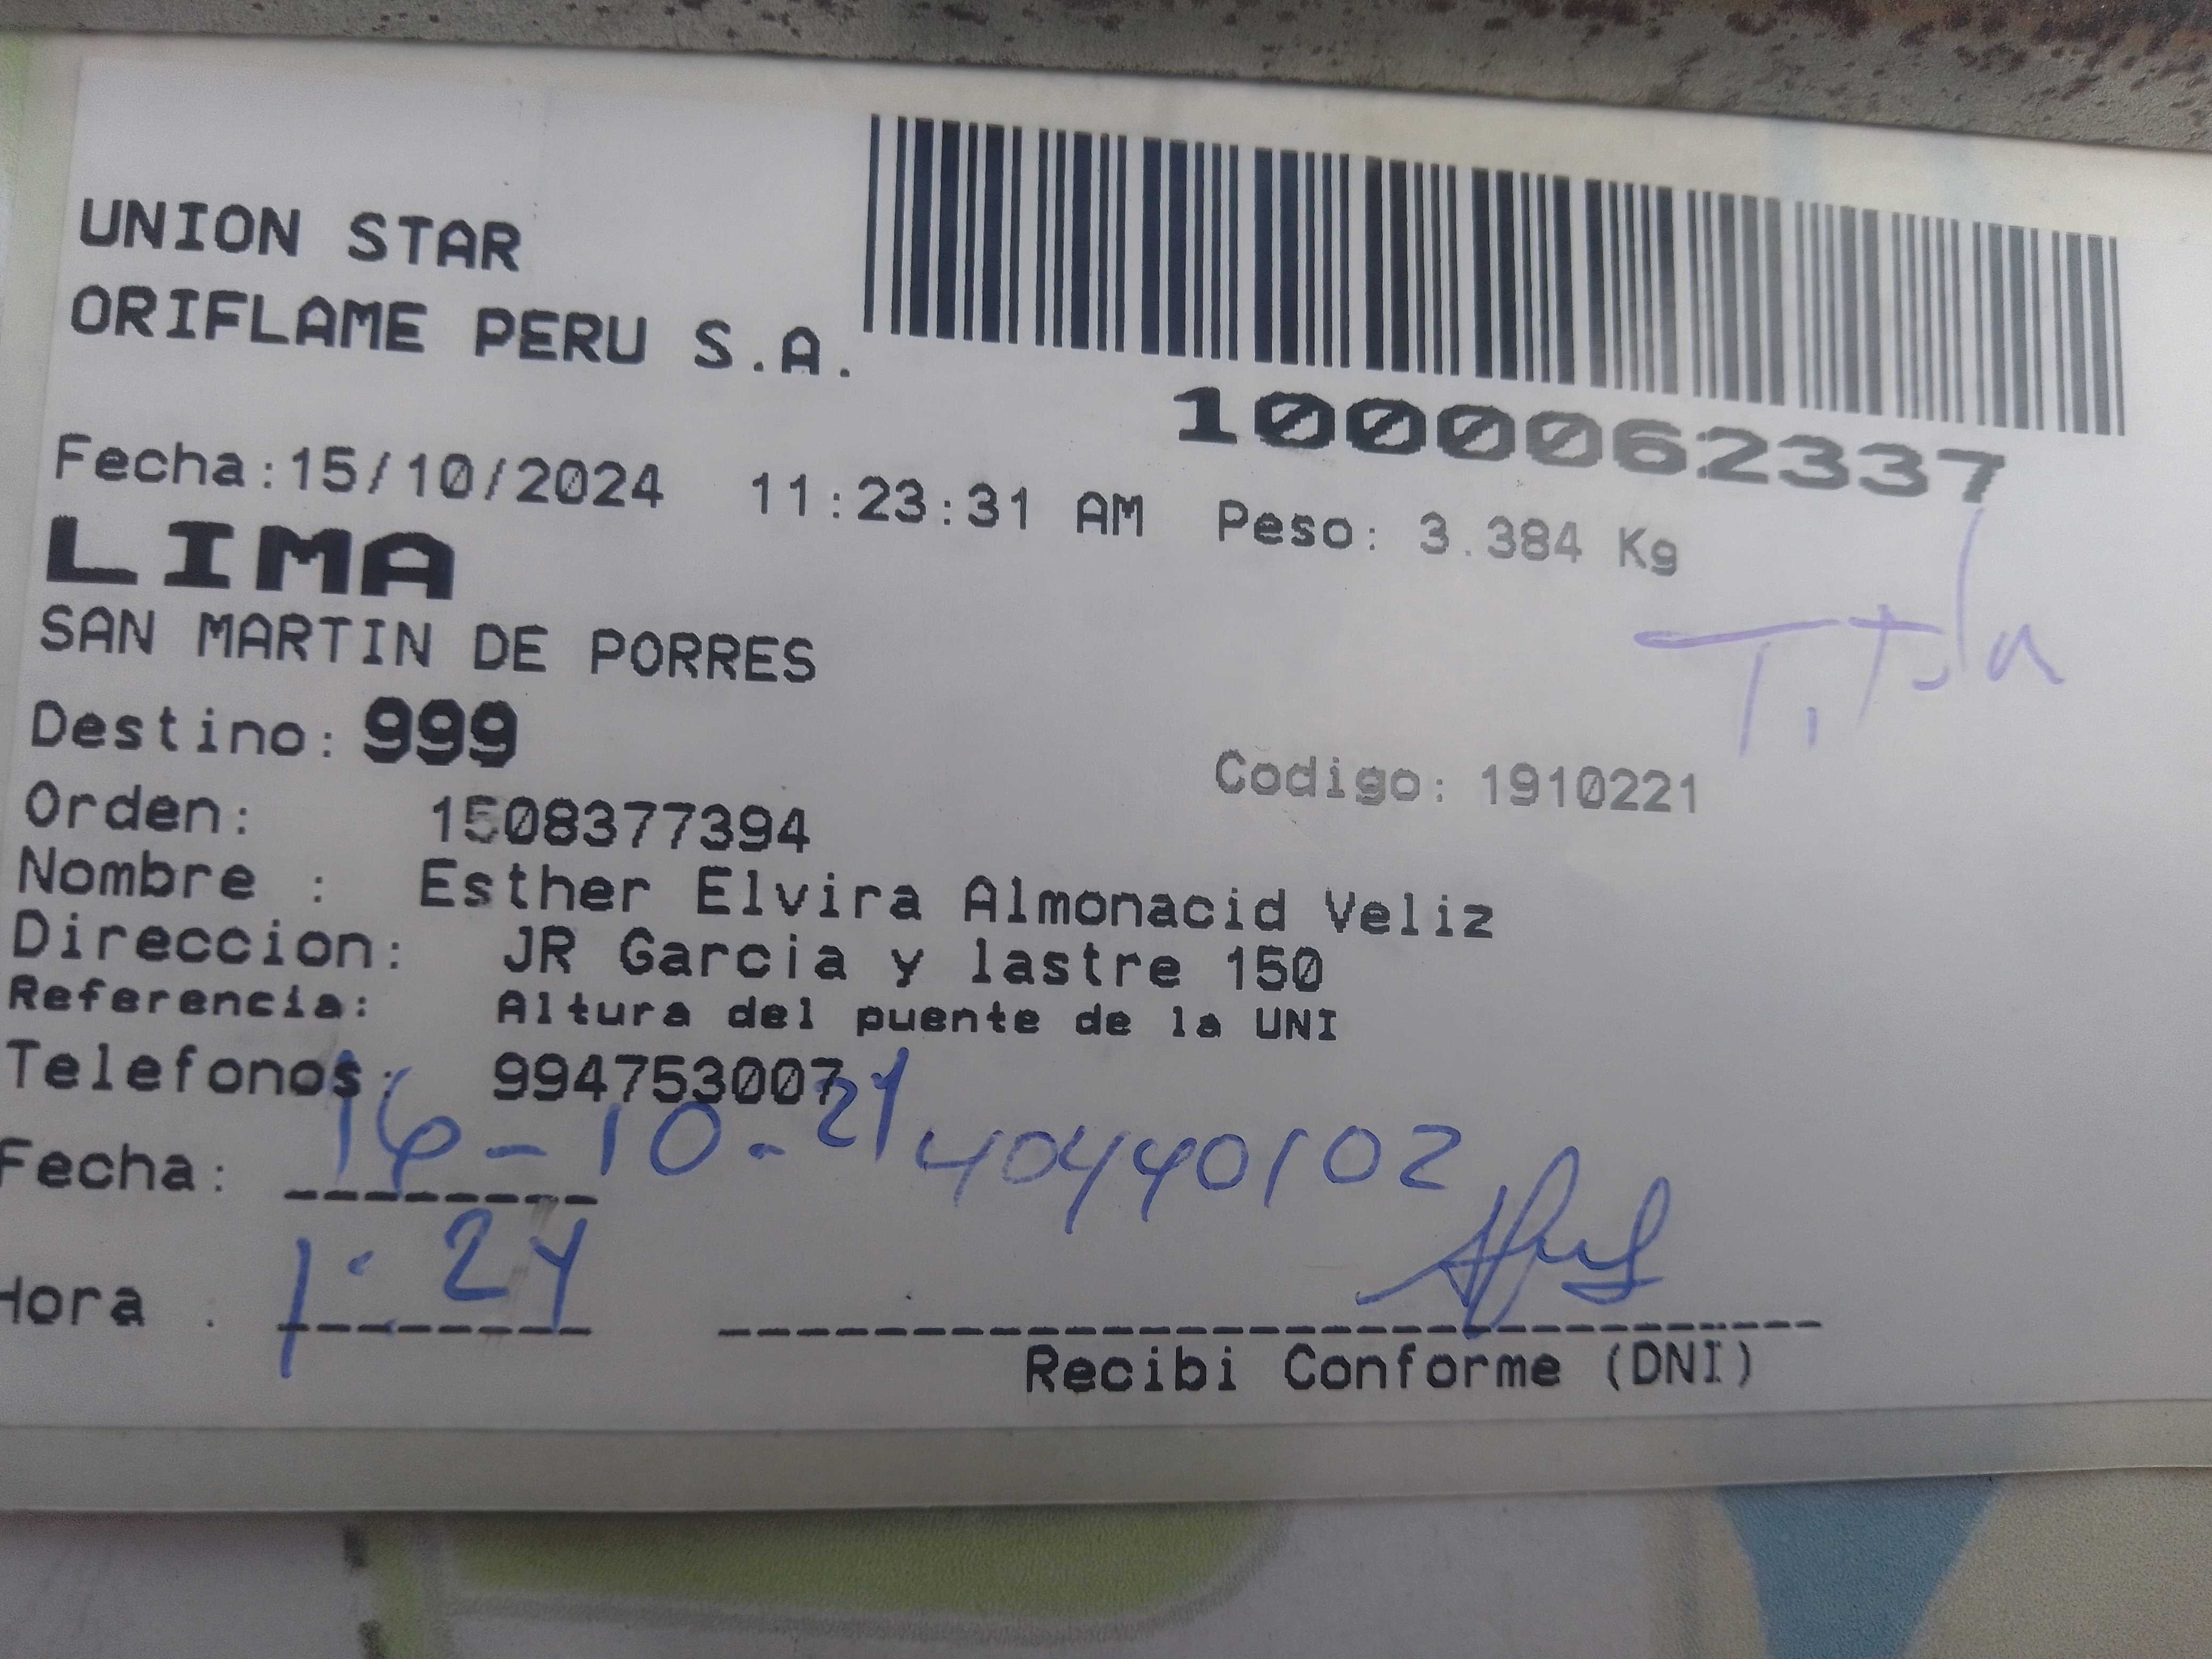 UNION STAR
ORIFLAME PERU S.A.
1000062337
Fecha:15/10/2024 11:23:31 AM Peso: 3.384 Kg
LIMA
SAN MARTIN DE PORRES
Titula
Destino: 999
Codigo: 1910221
Orden: 1508377394
Nombre : Esther Elvira Almonacid Veliz
Direccion: JR Garcia y lastre 150
Referencia: Altura del puente de la UNI
Telefonos: 994753007
Fecha: 16-10-24 40440102
Hora : 1:24
Recibi Conforme (DNI)